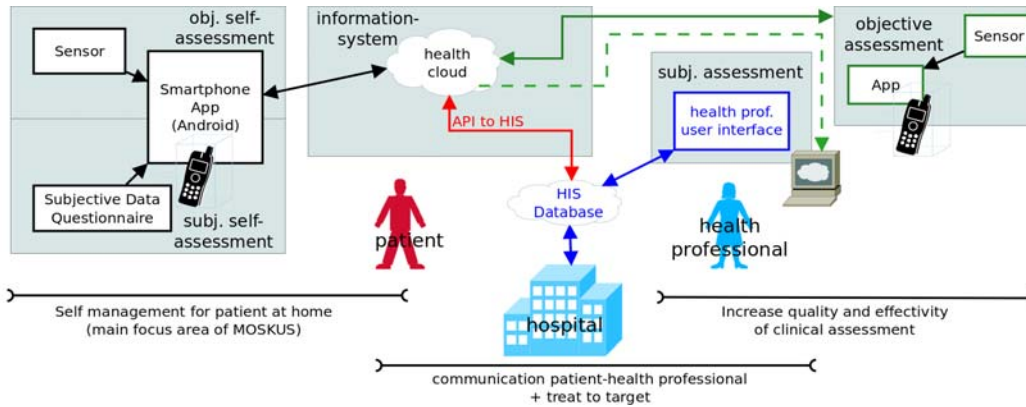 obj. self-
assessment
Sensor
Smartphone
App
(Android)
Subjective Data
Questionnaire
subj. self-
assessment
information-
system
health
cloud
API to HIS
HIS
Database
patient
hospital
subj. assessment
health prof.
user interface
health
professional
objective
assessment
Sensor
App
Self management for patient at home
(main focus area of MOSKUS)
communication patient-health professional
+ treat to target
Increase quality and effectivity
of clinical assessment